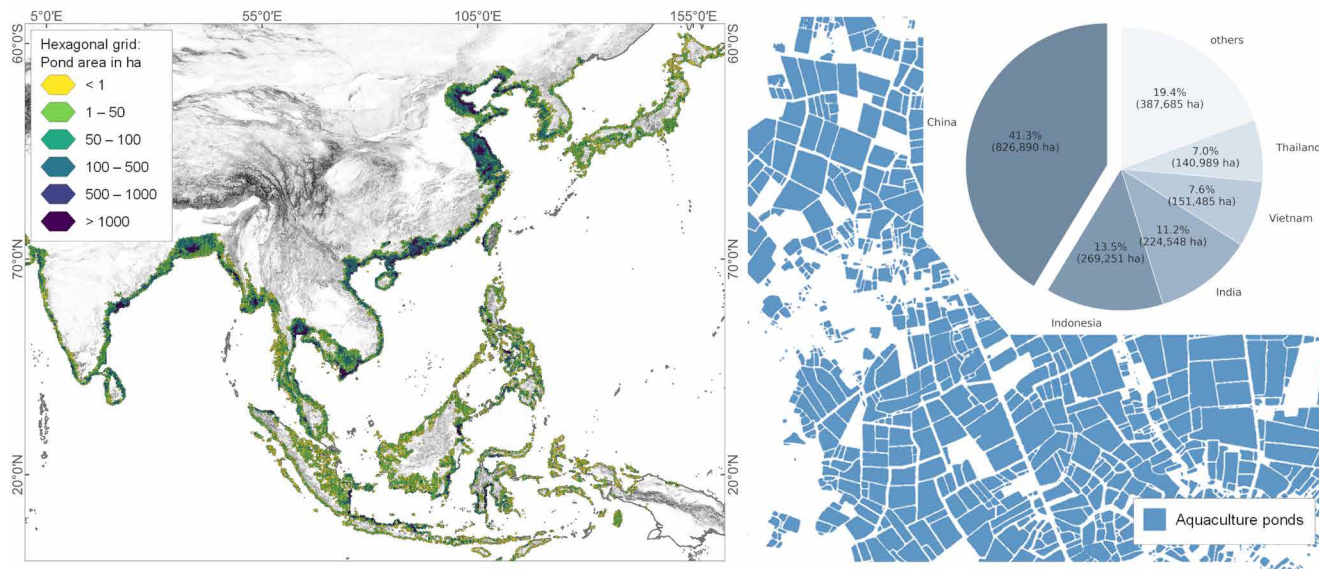 5°0'E
55°0'E
105°0'E
155°0'E
60°0'S
60°0'S
Hexagonal grid:
Pond area in ha
< 1
1 – 50
50 – 100
100 – 500
500 – 1000
> 1000
70°0'N
70°0'N
20°0'N
20°0'N
others
19.4%
(387,685 ha)
China
41.3%
(826,890 ha)
Thailand
7.0%
(140,989 ha)
7.6%
(151,485 ha)
Vietnam
11.2%
(224,548 ha)
13.5%
(269,251 ha)
India
Indonesia
Aquaculture ponds